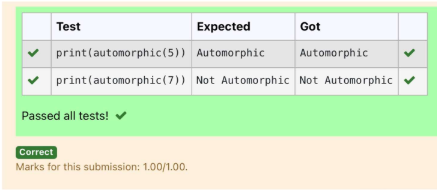 Test Expected Got
print(automorphic(5)) Automorphic Automorphic
print(automorphic(7)) Not Automorphic Not Automorphic
Passed all tests!
Correct
Marks for this submission: 1.00/1.00.